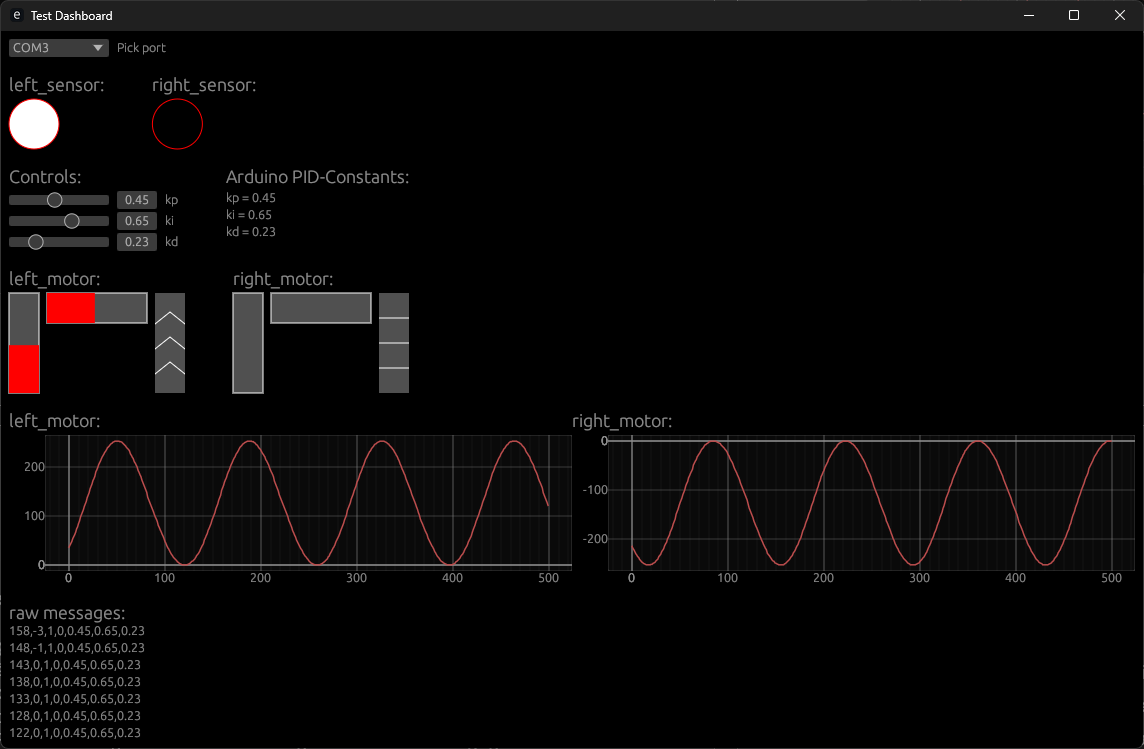 e Test Dashboard
COM3 Pick port
left_sensor: right_sensor:
Controls: Arduino PID-Constants:
0.45 kp kp = 0.45
0.65 ki ki = 0.65
0.23 kd kd = 0.23
left_motor: right_motor:
left_motor: right_motor:
200
100
0
0 100 200 300 400 500
0
-100
-200
0 100 200 300 400 500
raw messages:
158,-3,1,0,0.45,0.65,0.23
148,-1,1,0,0.45,0.65,0.23
143,0,1,0,0.45,0.65,0.23
138,0,1,0,0.45,0.65,0.23
133,0,1,0,0.45,0.65,0.23
128,0,1,0,0.45,0.65,0.23
122,0,1,0,0.45,0.65,0.23